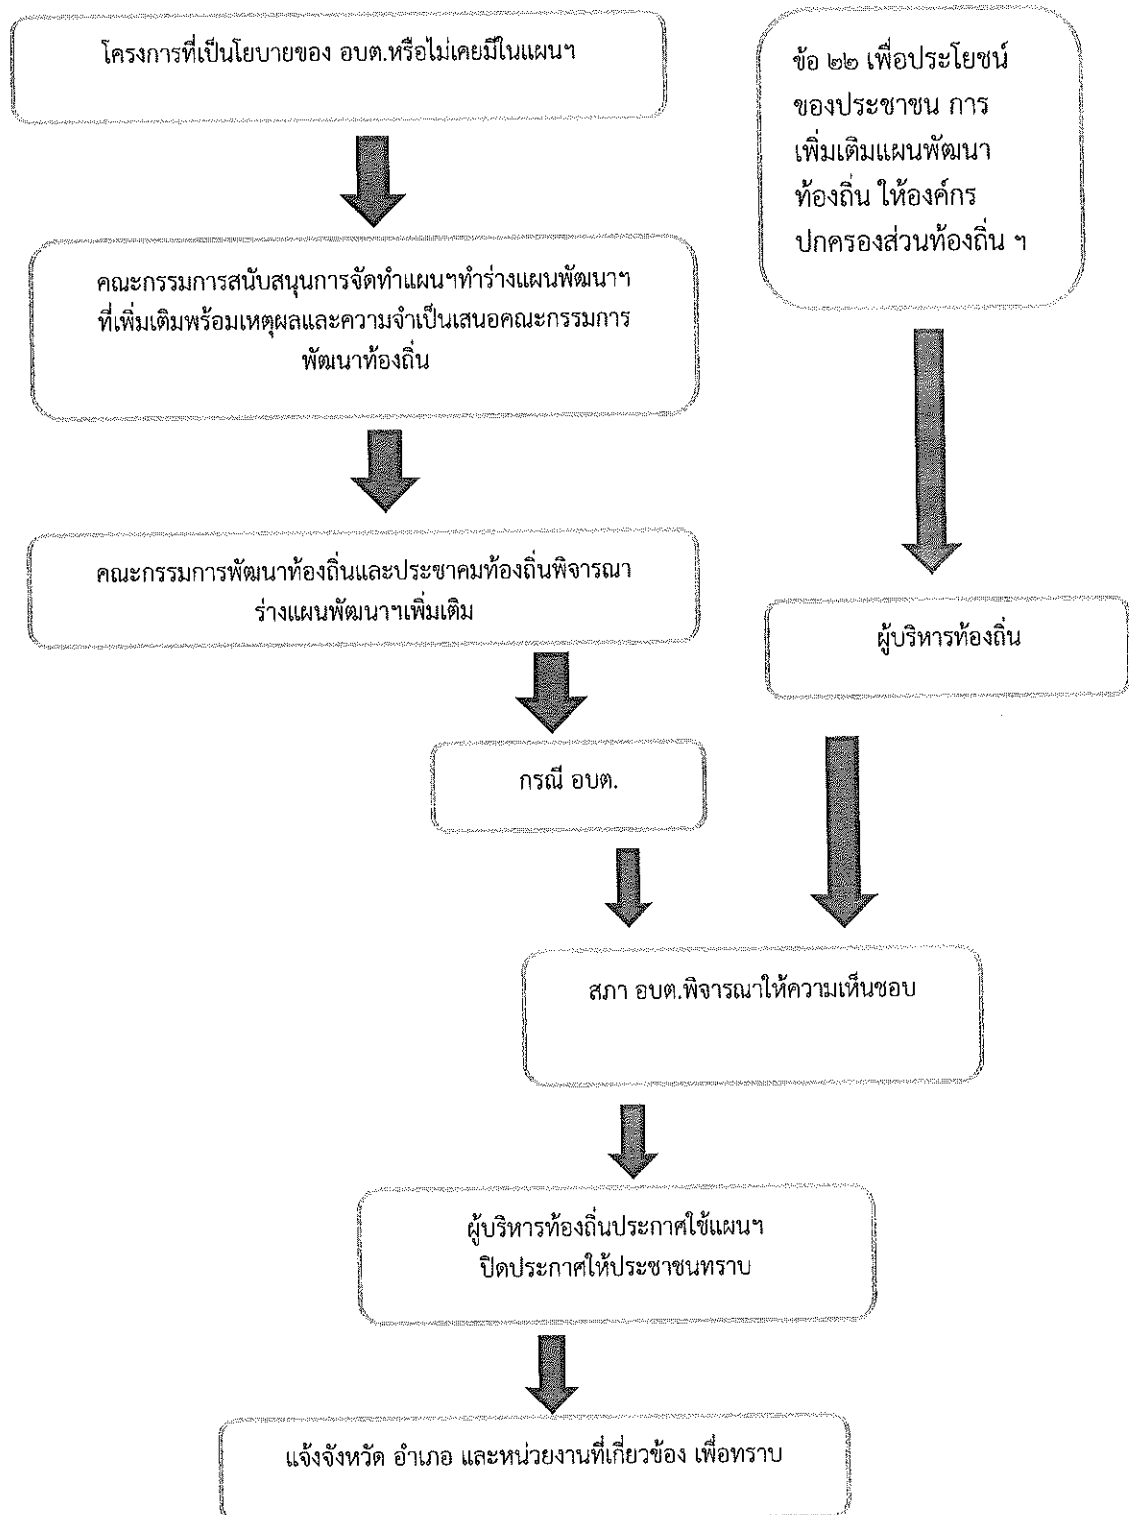 โครงการที่เป็นนโยบายของ อบต.หรือไม่เคยมีในแผนฯ
ข้อ ๒๒ เพื่อประโยชน์
ของประชาชน การ
เพิ่มเติมแผนพัฒนา
ท้องถิ่น ให้องค์กร
ปกครองส่วนท้องถิ่น ฯ
คณะกรรมการสนับสนุนการจัดทำแผนฯทำร่างแผนพัฒนาฯ
ที่เพิ่มเติมพร้อมเหตุผลและความจำเป็นเสนอคณะกรรมการ
พัฒนาท้องถิ่น
คณะกรรมการพัฒนาท้องถิ่นและประชาคมท้องถิ่นพิจารณา
ร่างแผนพัฒนาฯเพิ่มเติม
ผู้บริหารท้องถิ่น
กรณี อบต.
สภา อบต.พิจารณาให้ความเห็นชอบ
ผู้บริหารท้องถิ่นประกาศใช้แผนฯ
ปิดประกาศให้ประชาชนทราบ
แจ้งจังหวัด อำเภอ และหน่วยงานที่เกี่ยวข้อง เพื่อทราบ